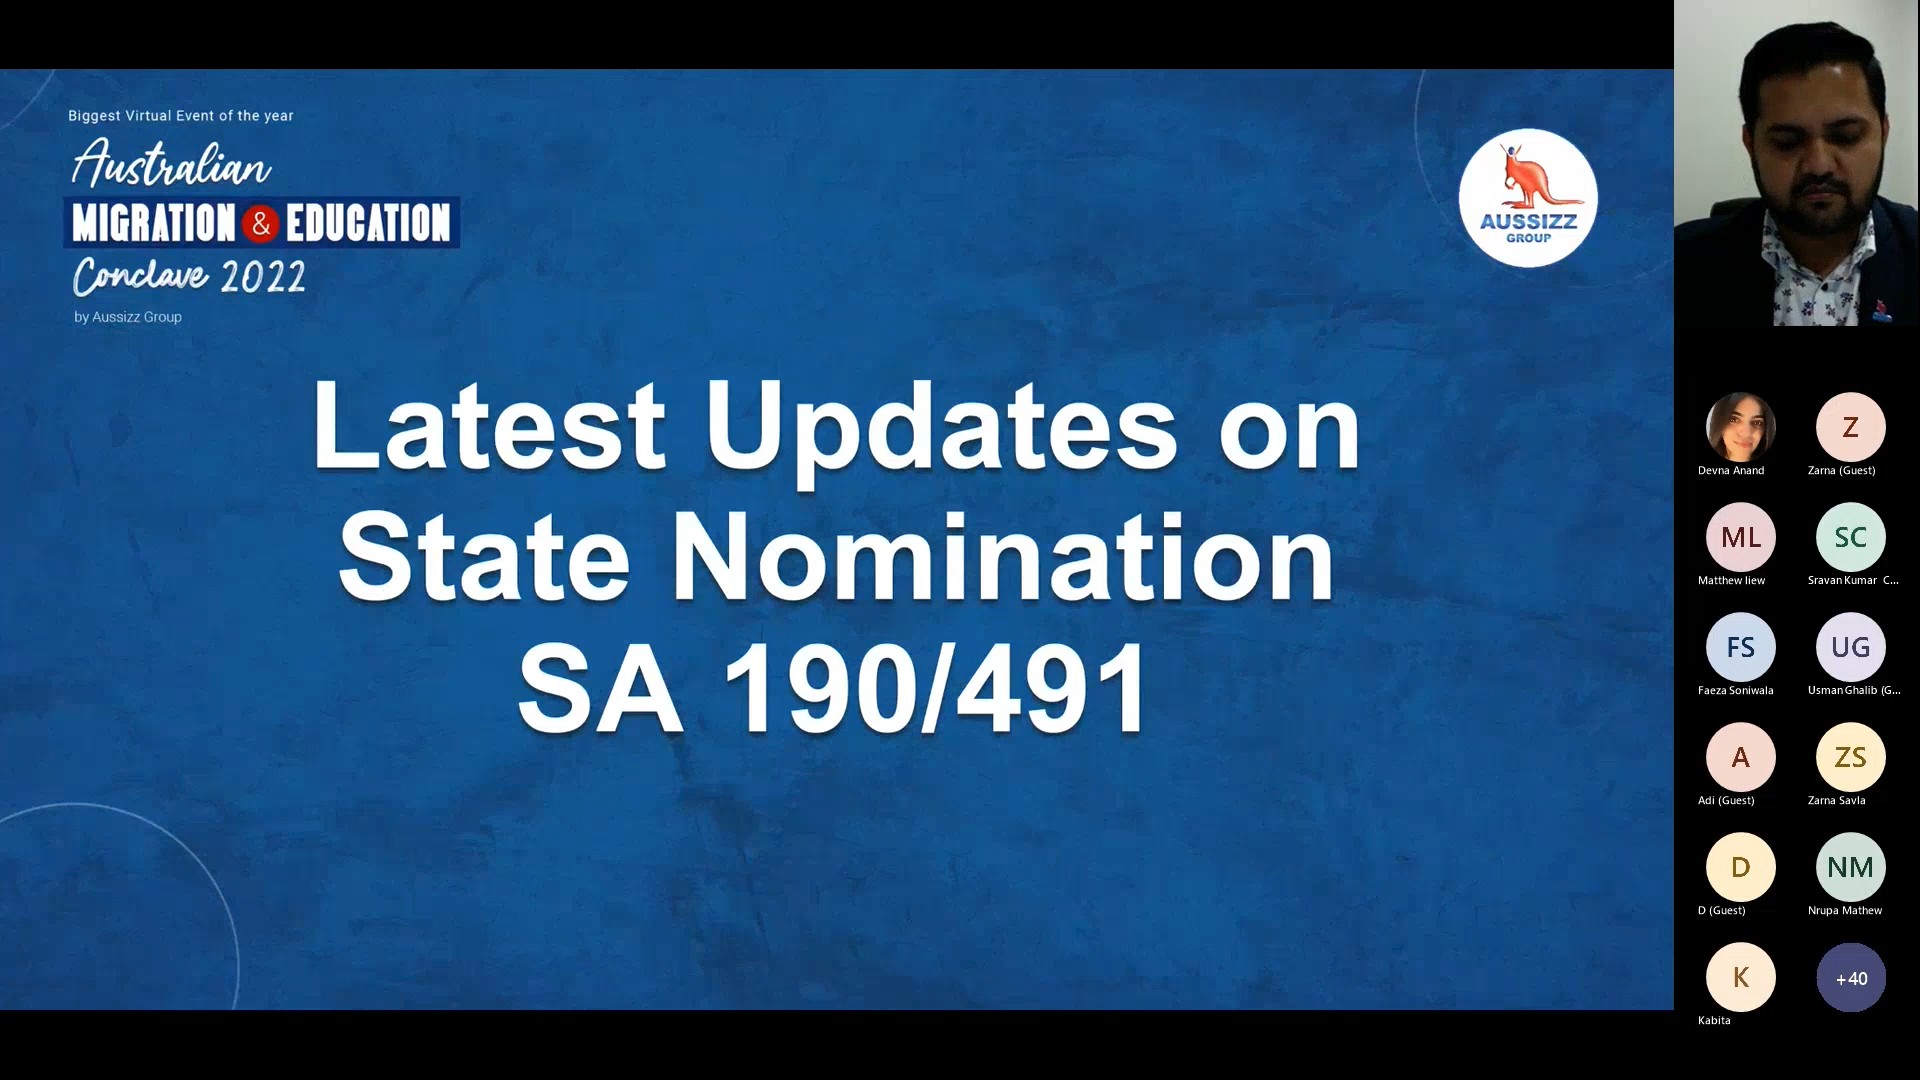 Biggest Virtual Event of the year
Australian
MIGRATION & EDUCATION
Conclave 2022
by Aussizz Group
AUSSIZZ
GROUP
Latest Updates on
State Nomination
SA 190/491
Devna Anand
Z
Zarna (Guest)
ML
Matthew liew
SC
Sravan Kumar C...
FS
Faeza Soniwala
UG
Usman Ghalib (G...
A
Adi (Guest)
ZS
Zarna Savla
D
D (Guest)
NM
Nrupa Mathew
K
Kabita
+40